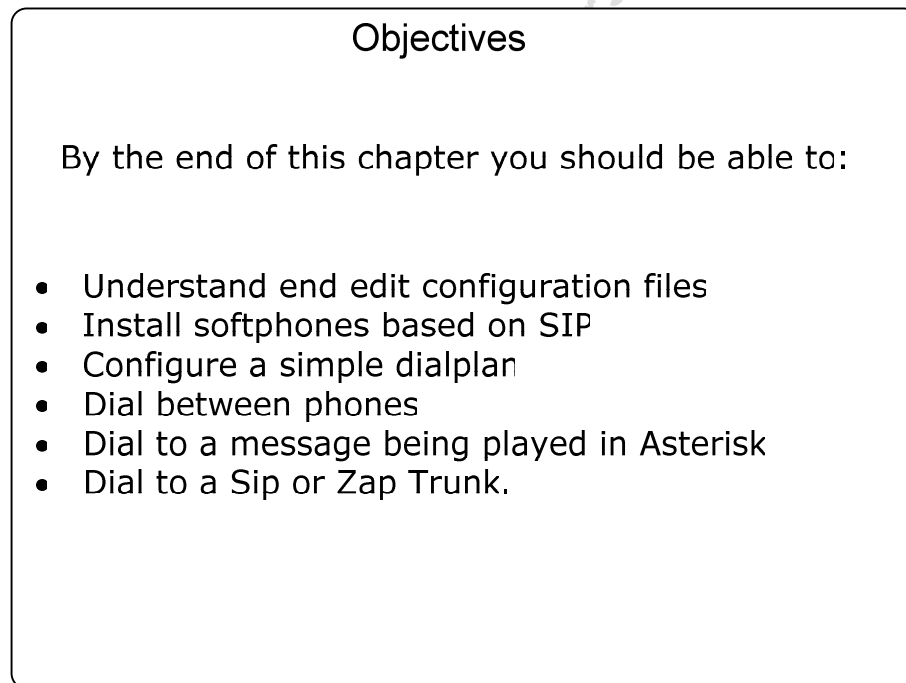 Objectives
By the end of this chapter you should be able to:
• Understand end edit configuration files
• Install softphones based on SIP
• Configure a simple dialplan
• Dial between phones
• Dial to a message being played in Asterisk
• Dial to a Sip or Zap Trunk.